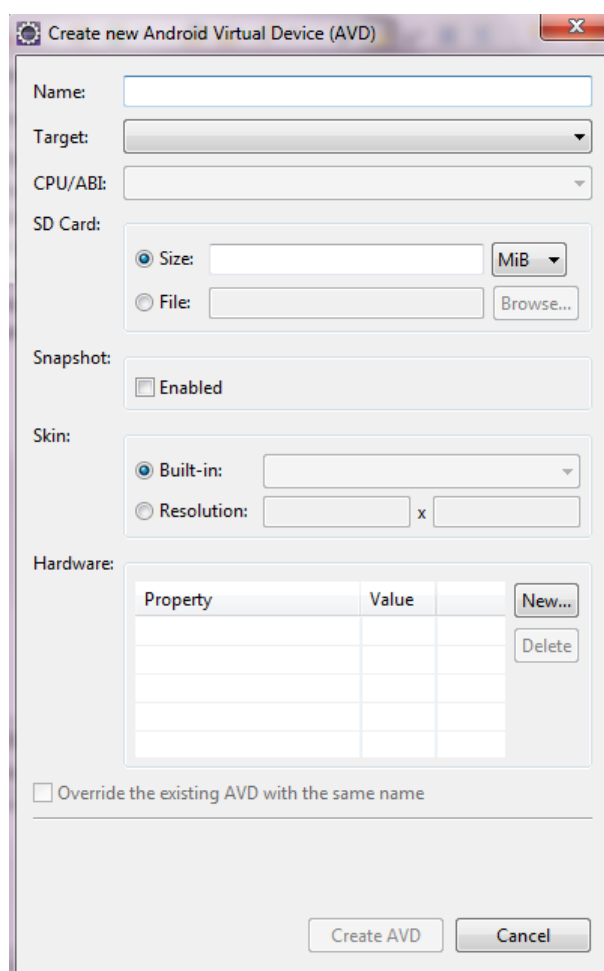 Create new Android Virtual Device (AVD)
x
Name:
Target:
CPU/ABI:
SD Card:
Size:
MiB
File:
Browse...
Snapshot:
Enabled
Skin:
Built-in:
Resolution:
x
Hardware:
Property Value
New...
Delete
Override the existing AVD with the same name
Create AVD Cancel